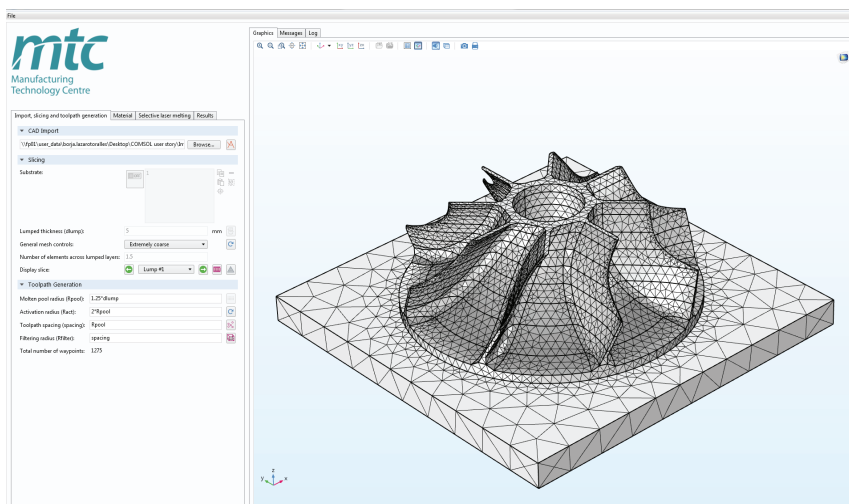 File
mtc
Manufacturing
Technology Centre
Graphics Messages Log
Import, slicing and toolpath generation Material Selective laser melting Results
CAD Import
Browse...
Slicing
Substrate:
1
Lumped thickness (dlump): 5 mm
General mesh controls: Extremely coarse
Number of elements across lumped layers: 1.5
Display slice: Lump #1
Toolpath Generation
Molten pool radius (Rpool): 1.25*dlump
Activation radius (Ract): 2*Rpool
Toolpath spacing (spacing): Rpool
Filtering radius (Rfilter): spacing
Total number of waypoints: 1275
z
y x